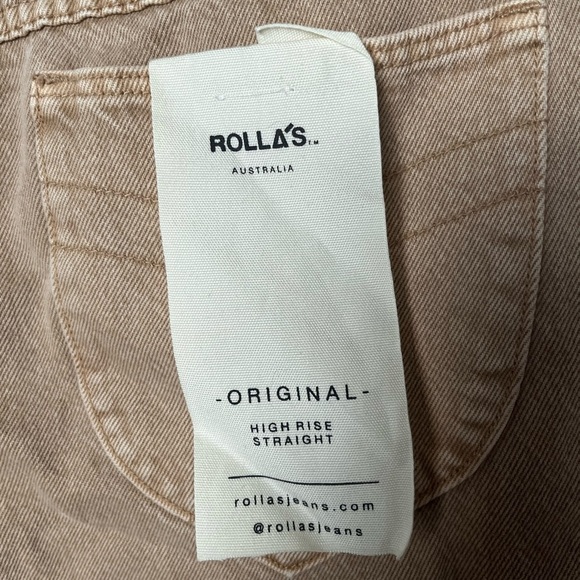 ROLLA'S™
AUSTRALIA
-ORIGINAL-
HIGH RISE
STRAIGHT
rollasjeans.com
@rollasjeans